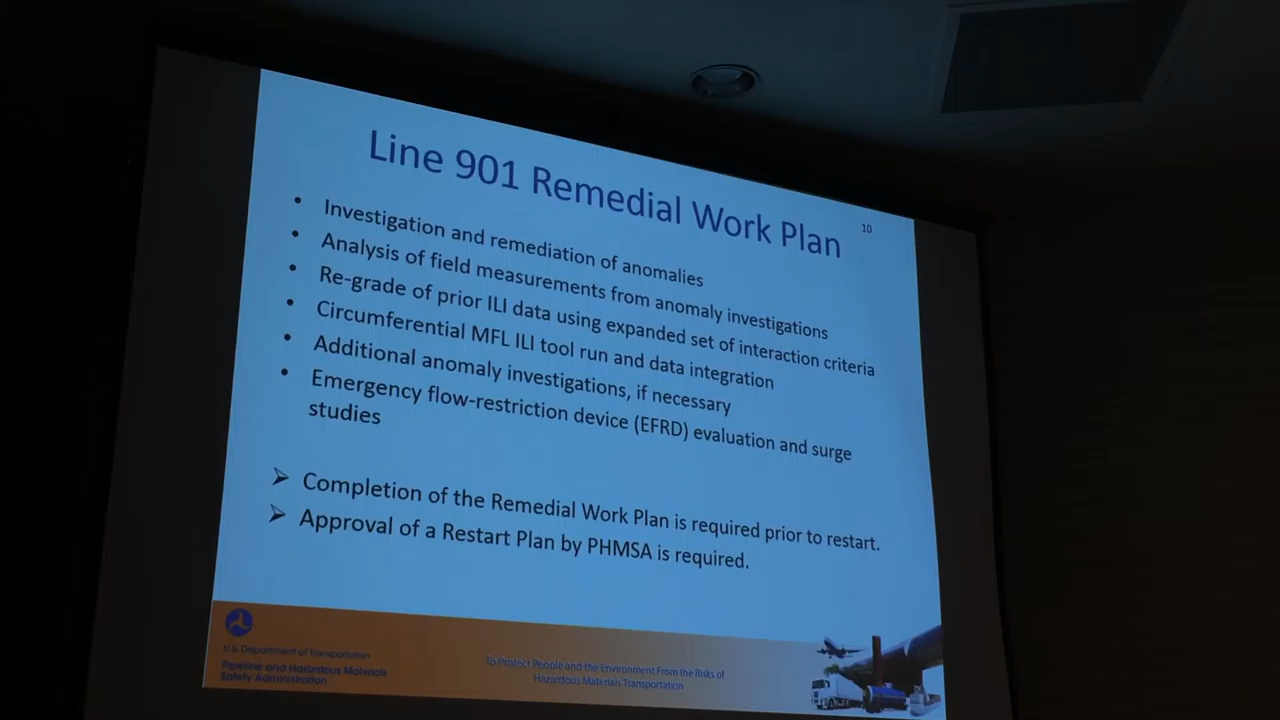 Line 901 Remedial Work Plan
10
• Investigation and remediation of anomalies
• Analysis of field measurements from anomaly investigations
• Re-grade of prior ILI data using expanded set of interaction criteria
• Circumferential MFL ILI tool run and data integration
• Additional anomaly investigations, if necessary
• Emergency flow-restriction device (EFRD) evaluation and surge
studies
➢ Completion of the Remedial Work Plan is required prior to restart.
➢ Approval of a Restart Plan by PHMSA is required.
U.S. Department of Transportation
Pipeline and Hazardous Materials
Safety Administration
To Protect People and the Environment From the Risks of
Hazardous Materials Transportation